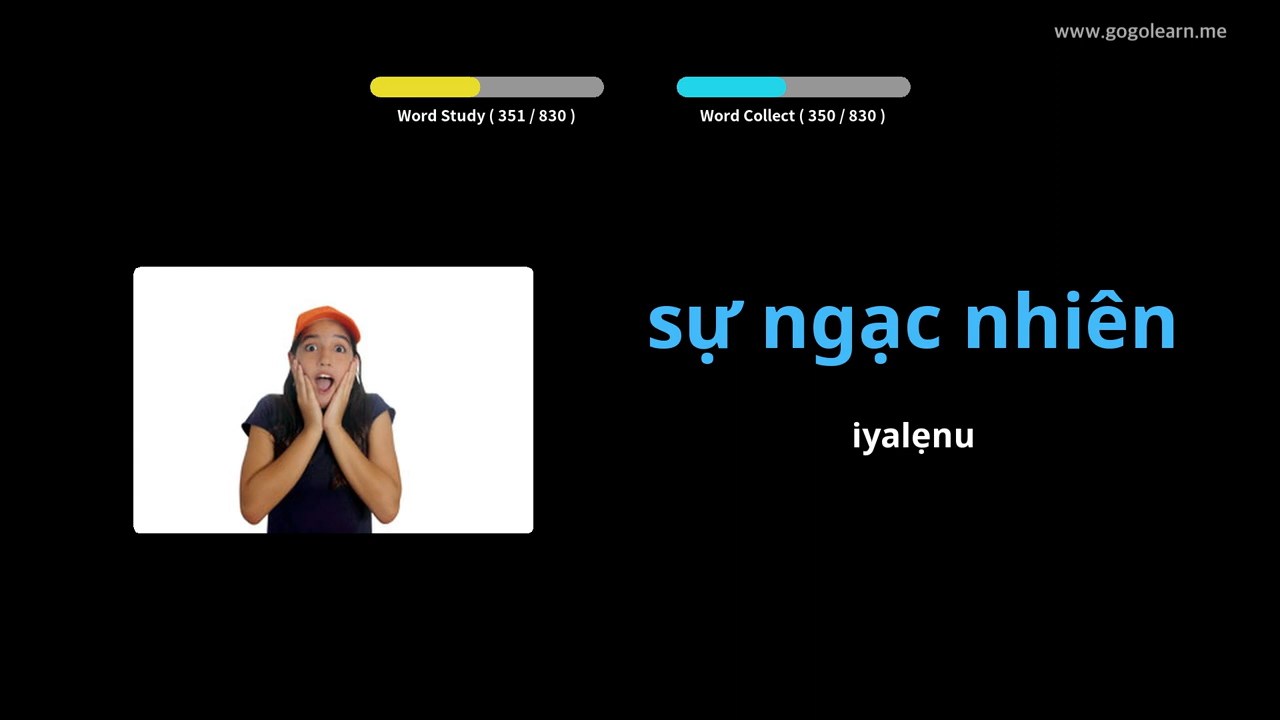 www.gogolearn.me
Word Study ( 351 / 830 )
Word Collect ( 350 / 830 )
sự ngạc nhiên
iyalẹnu